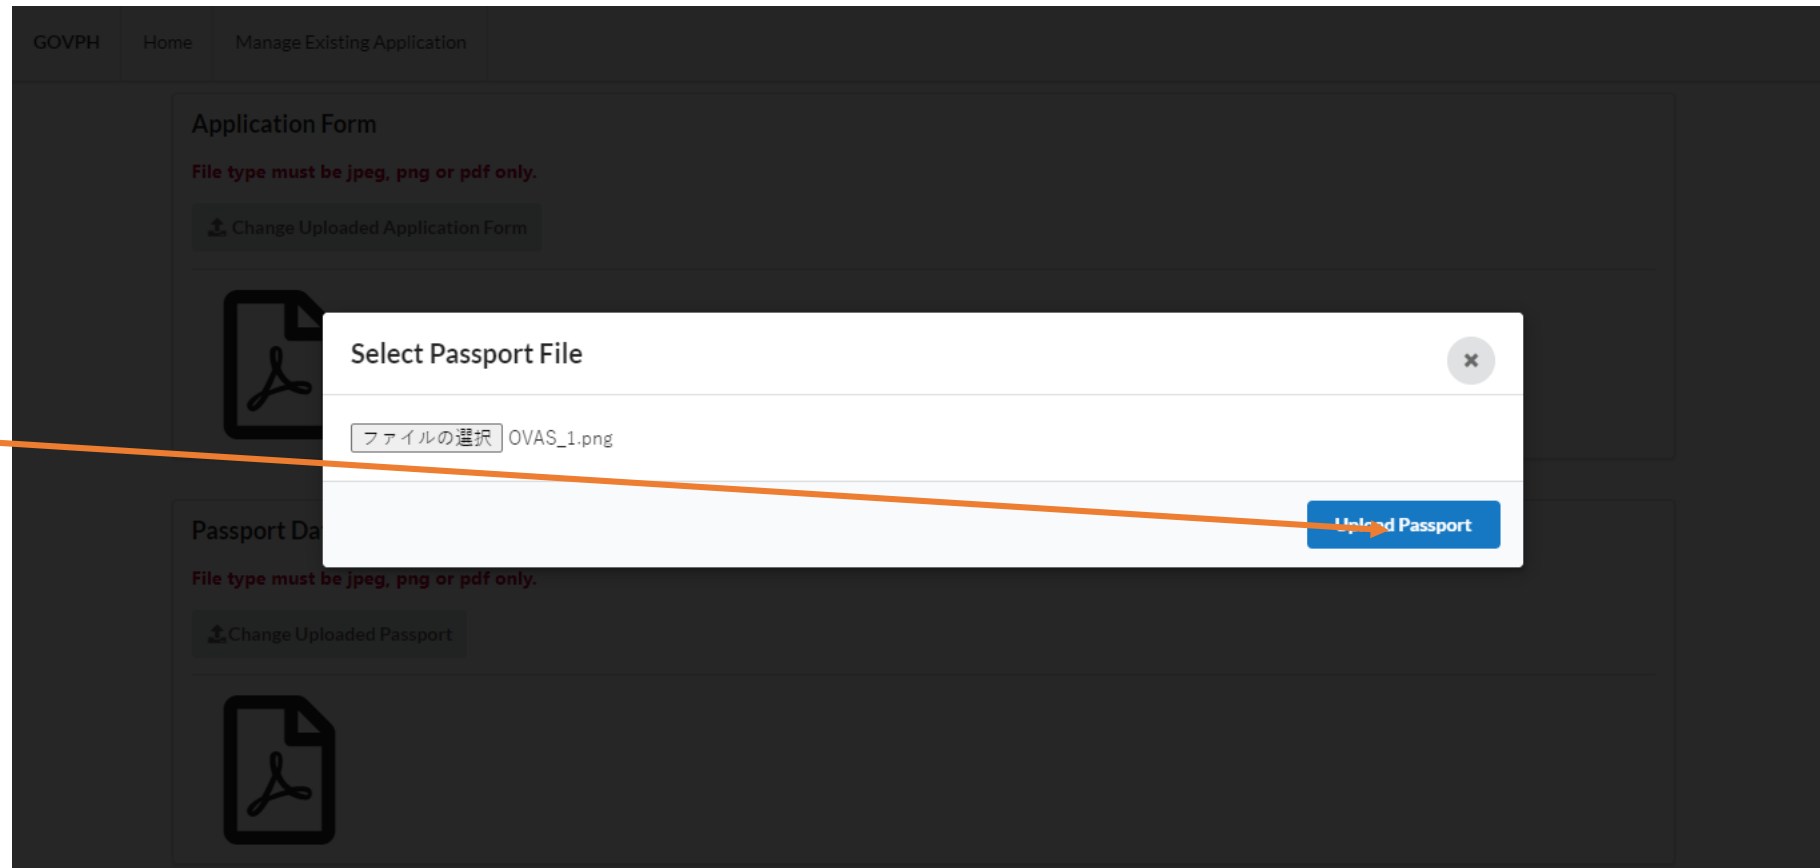 GOVPH Home Manage Existing Application
Application Form
File type must be jpeg, png or pdf only.
Change Uploaded Application Form
Select Passport File
ファイルの選択 OVAS_1.png
Upload Passport
Passport Da
File type must be jpeg, png or pdf only.
Change Uploaded Passport